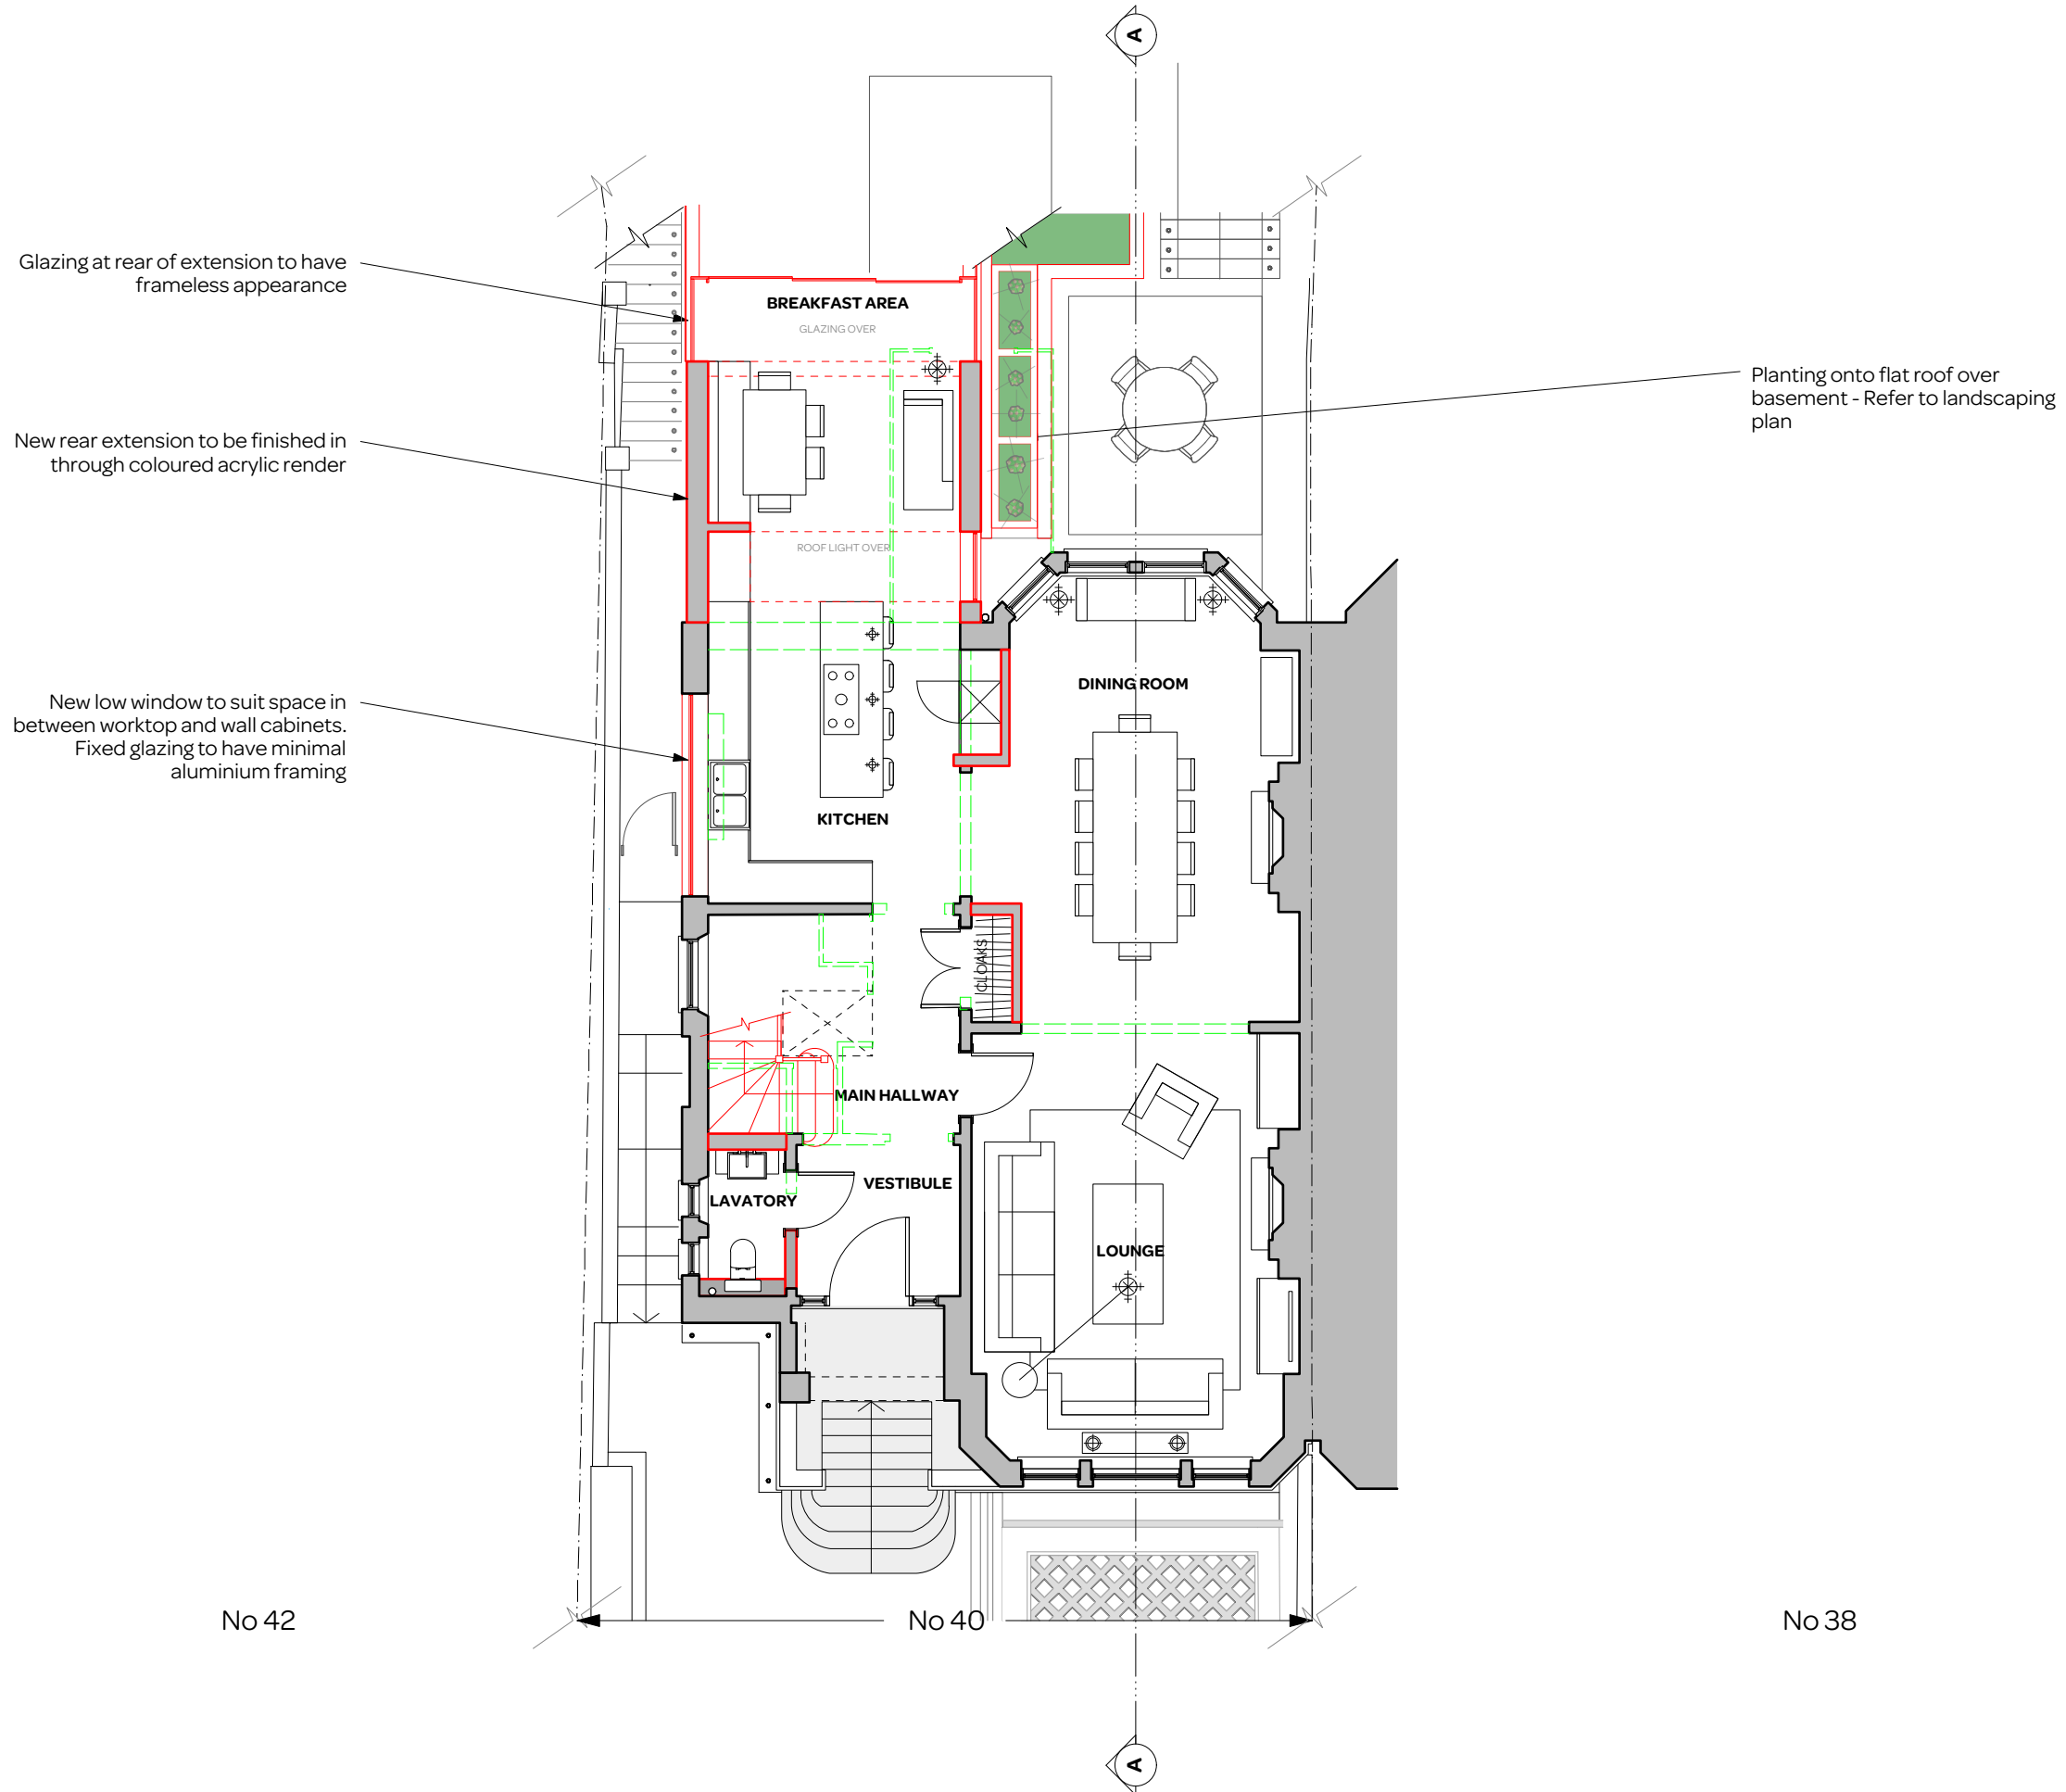 A
Glazing at rear of extension to have
frameless appearance
BREAKFAST AREA
GLAZING OVER
Planting onto flat roof over
basement - Refer to landscaping
plan
New rear extension to be finished in
through coloured acrylic render
ROOF LIGHT OVER
DINING ROOM
New low window to suit space in
between worktop and wall cabinets.
Fixed glazing to have minimal
aluminium framing
KITCHEN
CLOAKS
MAIN HALLWAY
VESTIBULE
LAVATORY
LOUNGE
No 42
No 40
No 38
A